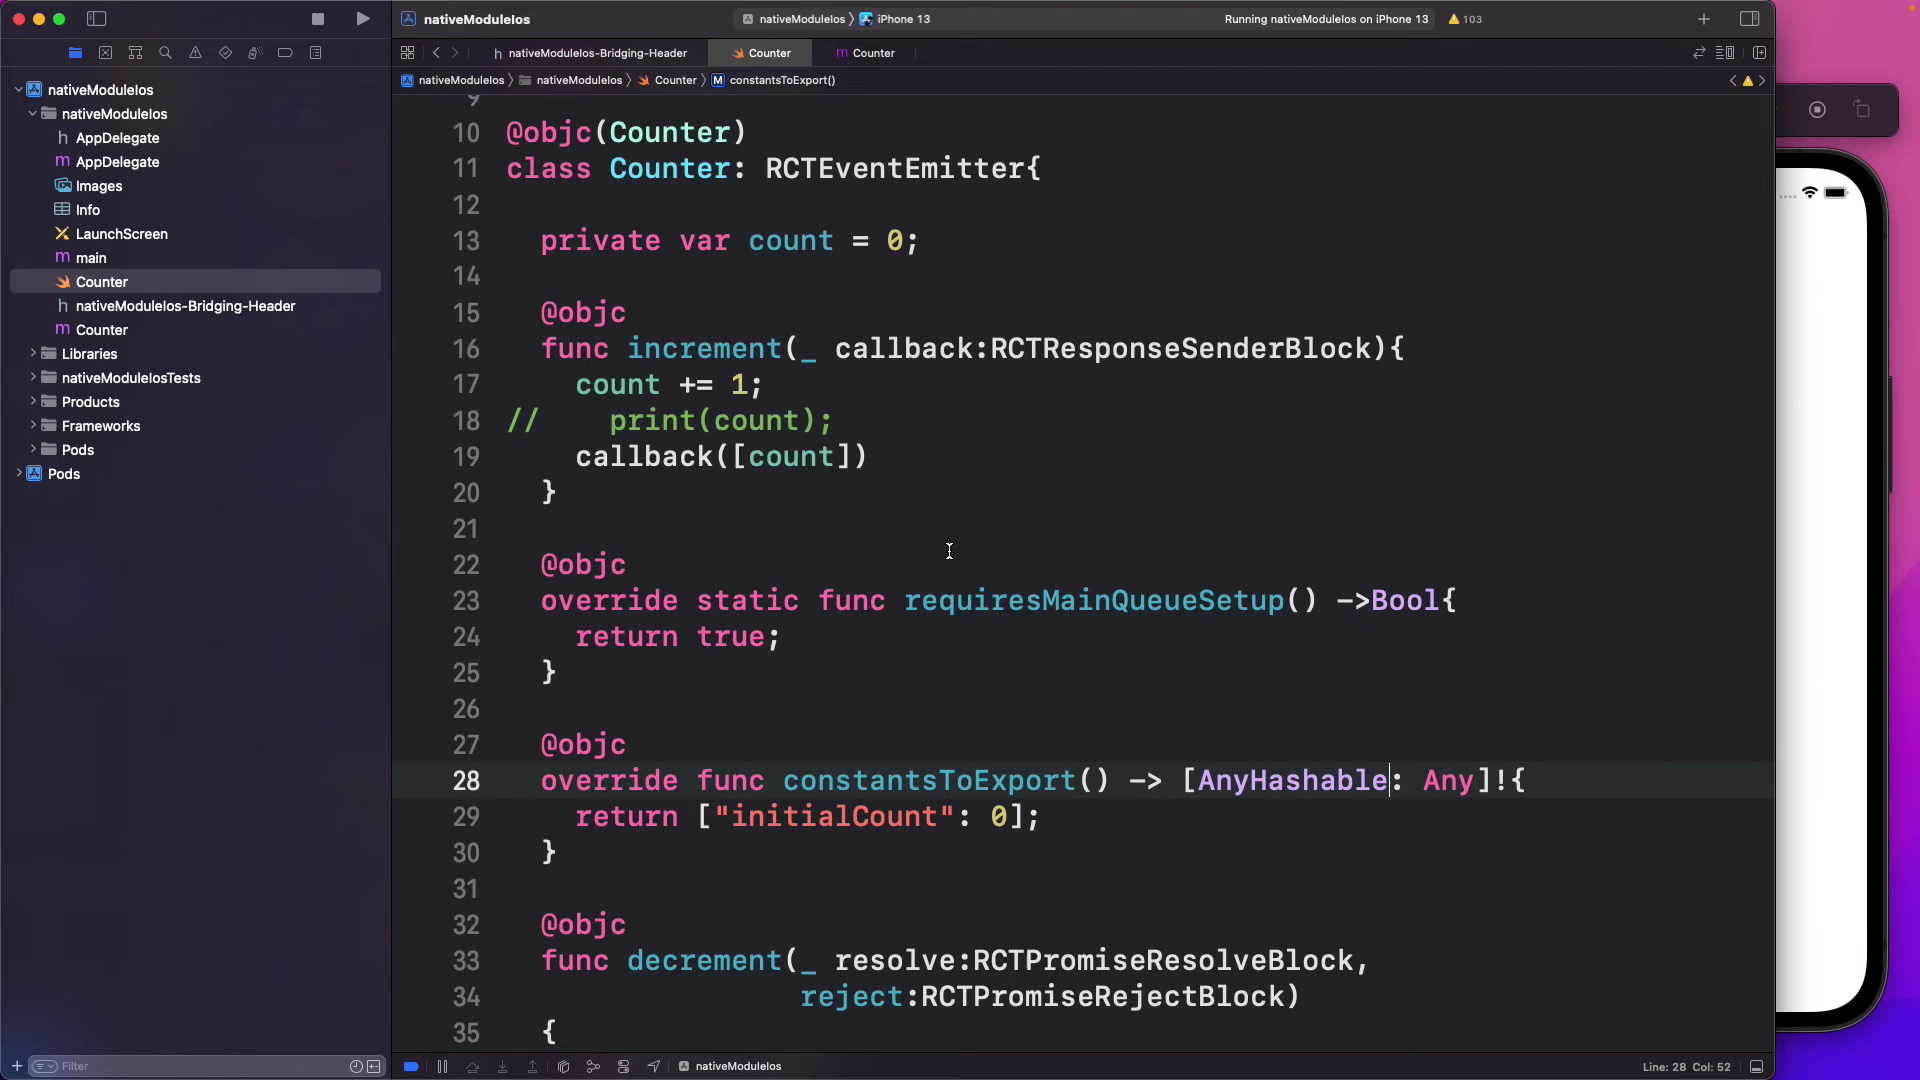 nativeModuleIos
nativeModuleIos
iPhone 13
Running nativeModuleIos on iPhone 13
103
nativeModuleIos-Bridging-Header
Counter
Counter
nativeModuleIos
nativeModuleIos
Counter
constantsToExport()
nativeModuleIos
nativeModuleIos
AppDelegate
AppDelegate
Images
Info
LaunchScreen
main
Counter
nativeModuleIos-Bridging-Header
Counter
Libraries
nativeModuleIosTests
Products
Frameworks
Pods
Pods
Filter
9
10 @objc(Counter)
11 class Counter: RCTEventEmitter{
12
13 private var count = 0;
14
15 @objc
16 func increment(_ callback:RCTResponseSenderBlock){
17 count += 1;
18 // print(count);
19 callback([count])
20 }
21
22 @objc
23 override static func requiresMainQueueSetup() ->Bool{
24 return true;
25 }
26
27 @objc
28 override func constantsToExport() -> [AnyHashable: Any]!{
29 return ["initialCount": 0];
30 }
31
32 @objc
33 func decrement(_ resolve:RCTPromiseResolveBlock,
34 reject:RCTPromiseRejectBlock)
35 {
nativeModuleIos
Line: 28 Col: 52